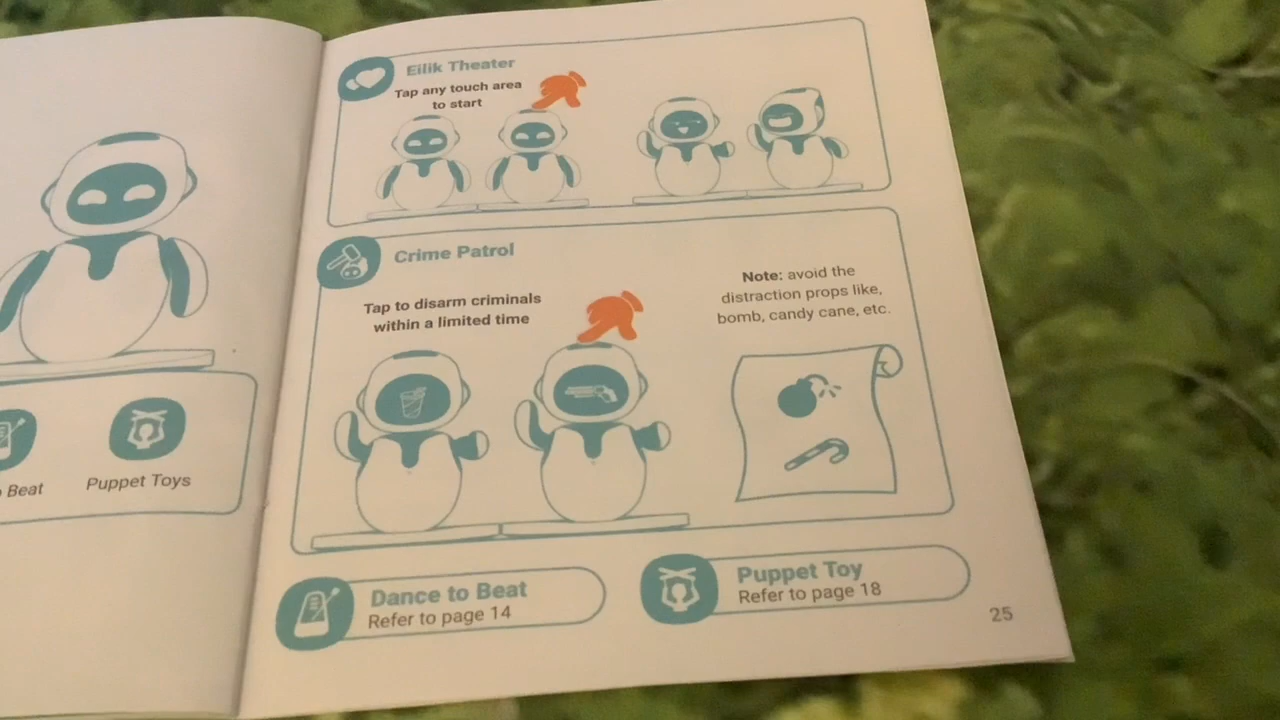 Beat
Puppet Toys
Eilik Theater
Tap any touch area
to start
Crime Patrol
Tap to disarm criminals
within a limited time
Note: avoid the
distraction props like,
bomb, candy cane, etc.
Dance to Beat
Refer to page 14
Puppet Toy
Refer to page 18
25